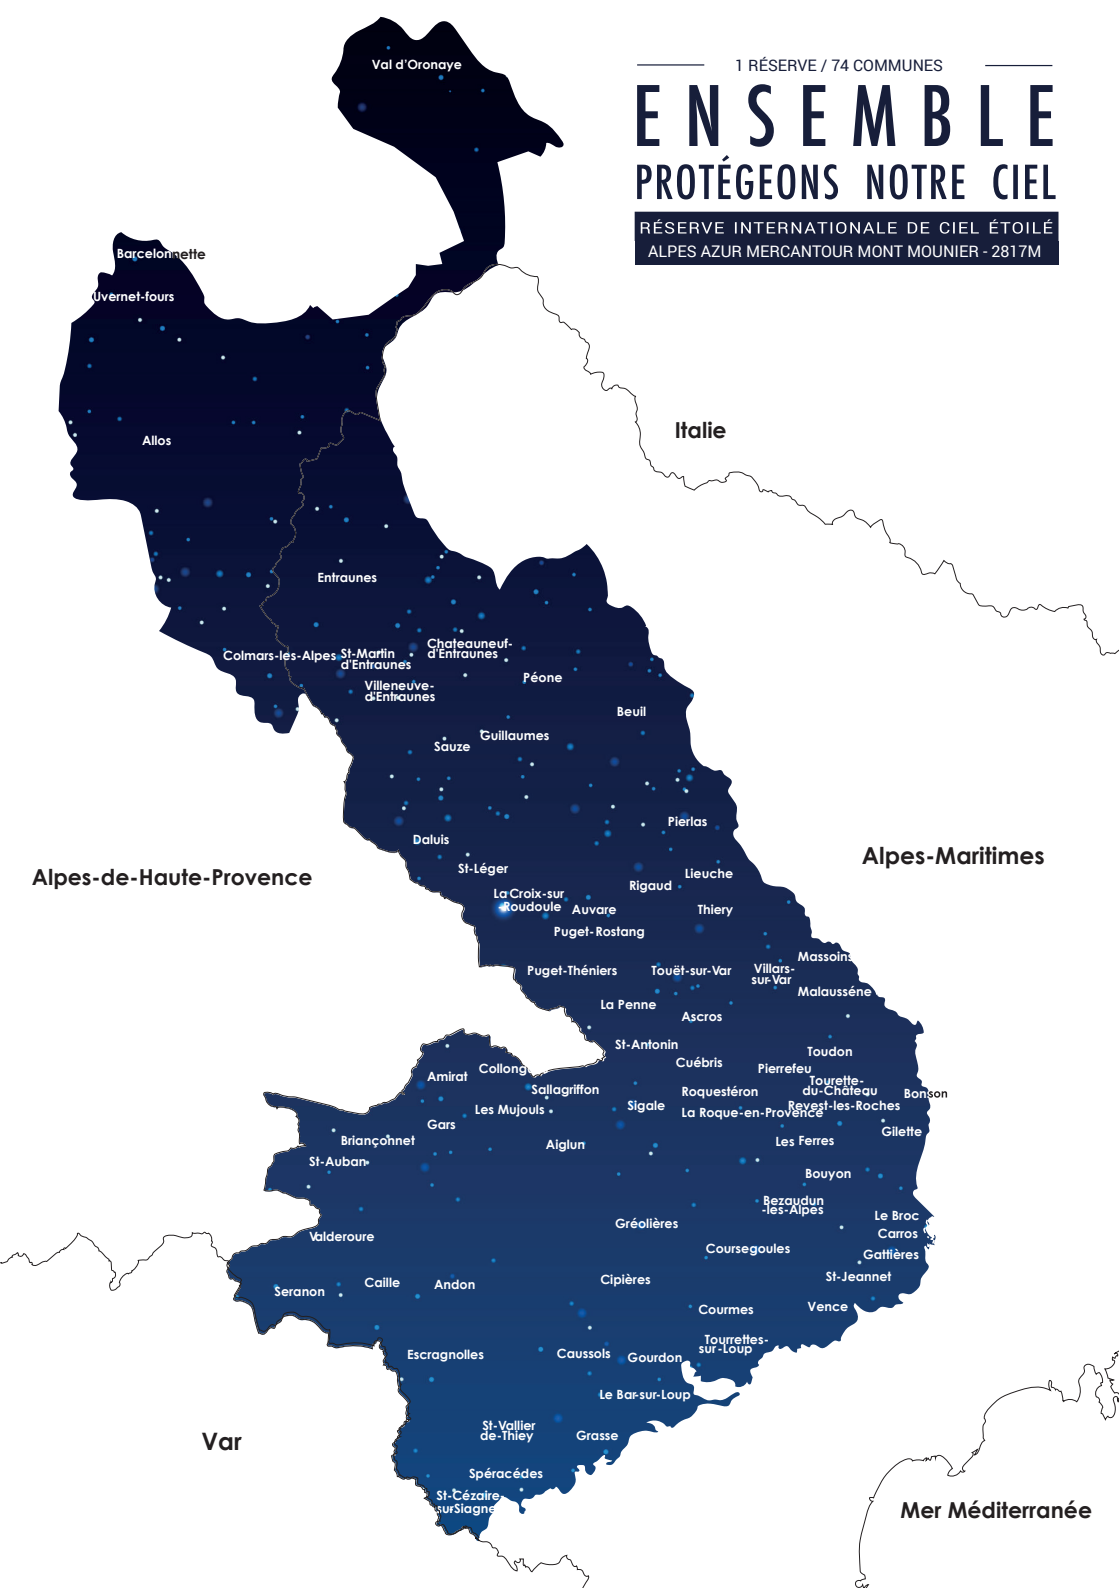 1 RÉSERVE / 74 COMMUNES
ENSEMBLE
PROTÉGEONS NOTRE CIEL
RÉSERVE INTERNATIONALE DE CIEL ÉTOILÉ
ALPES AZUR MERCANTOUR MONT MOUNIER - 2817M
Val d'Oronaye
Barcelonnette
Uvernet-fours
Italie
Allos
Entraunes
Colmars-les-Alpes
St-Martin
d'Entraunes
Chateauneuf-
d'Entraunes
Villeneuve-
d'Entraunes
Péone
Beuil
Guillaumes
Sauze
Pierlas
Daluis
Alpes-Maritimes
St-Léger
Lieuche
Alpes-de-Haute-Provence
Rigaud
La Croix-sur
Roudoule
Auvare
Thiery
Puget-Rostang
Massoins
Puget-Théniers
Touët-sur-Var
Villars-
sur-Var
Malausséne
La Penne
Ascros
St-Antonin
Toudon
Cuébris
Pierrefeu
Collong
Amirat
Tourette-
du-Château
Sallagriffon
Roquestéron
Bonson
Les Mujouls
Sigale
La Roque-en-Provence
Revest-les-Roches
Gars
Gilette
Briançonnet
Aiglun
Les Ferres
St-Auban
Bouyon
Bezaudun
-les-Alpes
Gréolières
Le Broc
Valderoure
Carros
Coursegoules
Gattières
Seranon
Caille
Andon
Cipières
St-Jeannet
Courmes
Vence
Tourrettes-
sur-Loup
Escragnolles
Caussols
Gourdon
Le Bar-sur-Loup
St-Vallier
de-Thiey
Grasse
Var
Spéracédes
St-Cézaire-
sur-Siagne
Mer Méditerranée